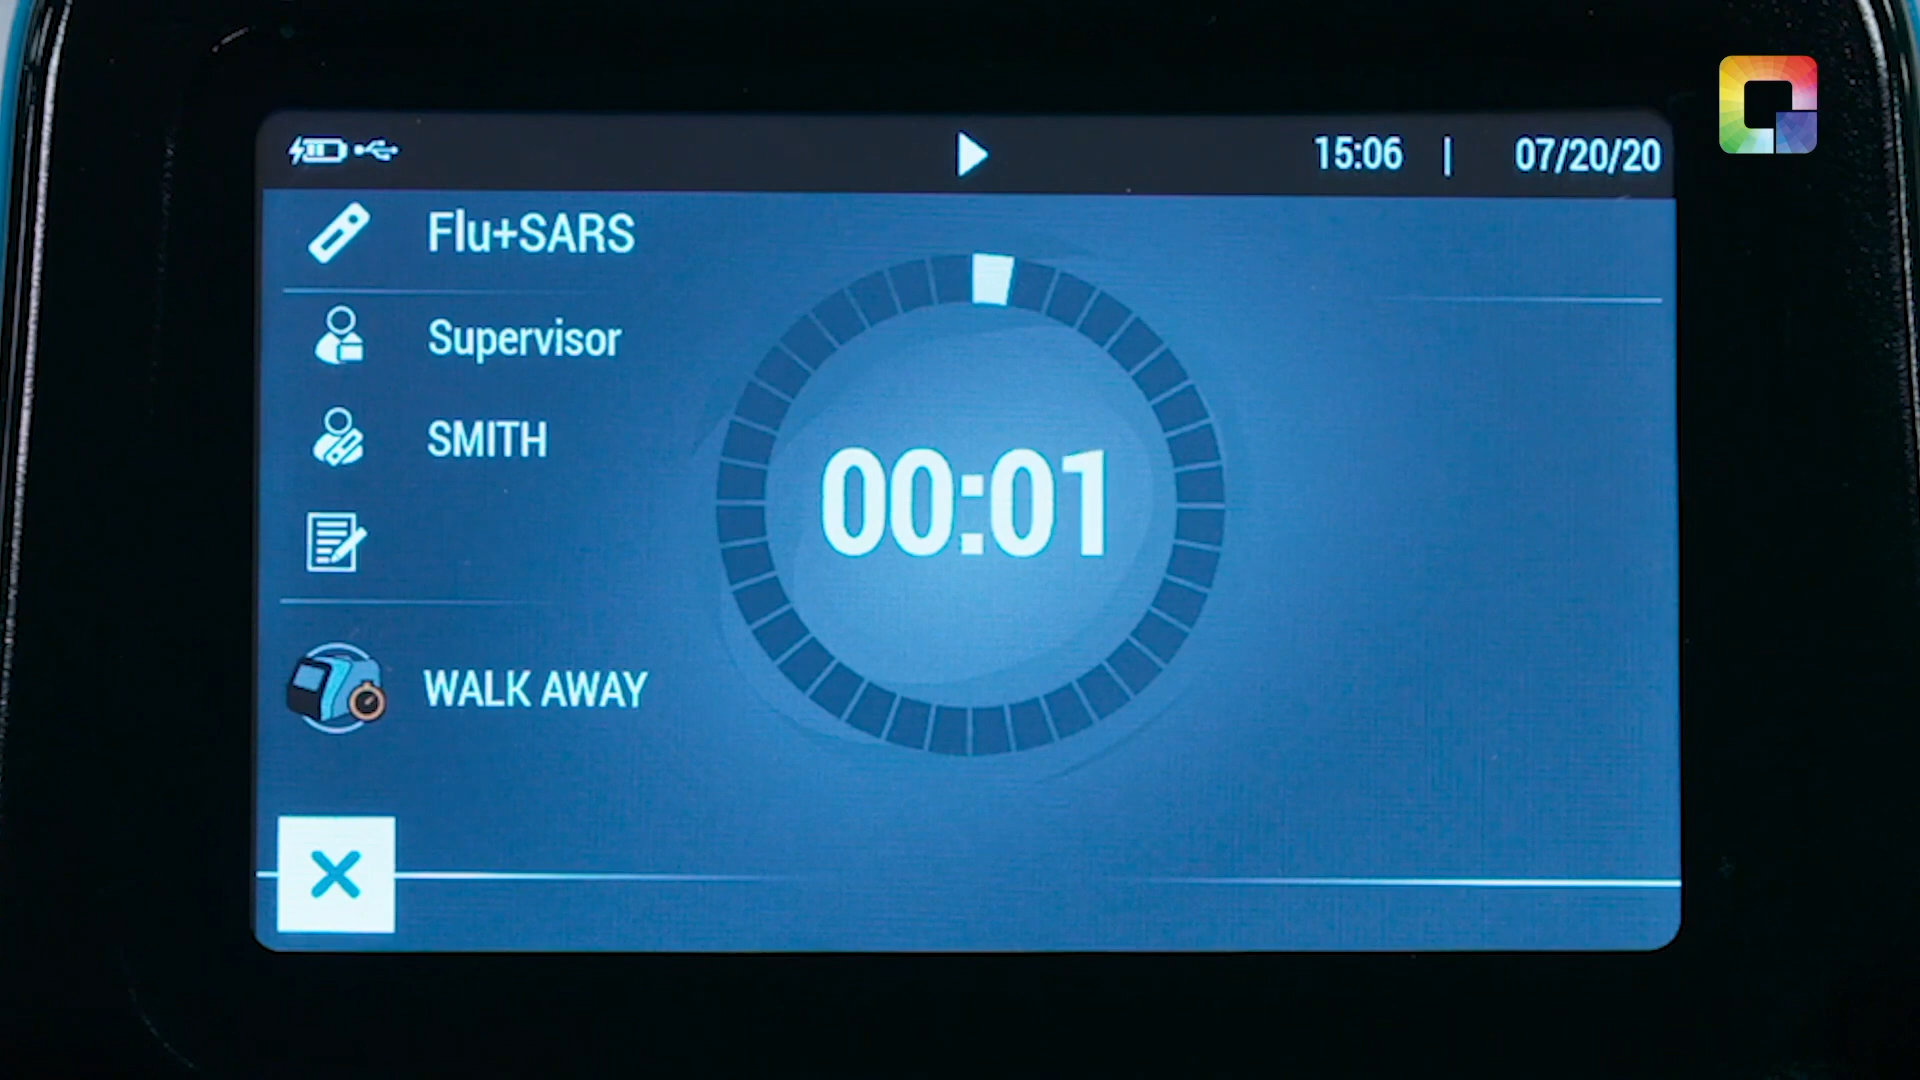 15:06 | 07/20/20
Flu+SARS
Supervisor
SMITH
00:01
WALK AWAY